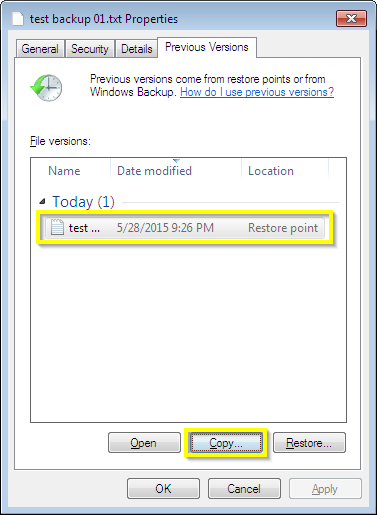 test backup 01.txt Properties
General Security Details Previous Versions
Previous versions come from restore points or from
Windows Backup. How do I use previous versions?
File versions:
Name Date modified Location
Today (1)
test ... 5/28/2015 9:26 PM Restore point
Open Copy... Restore...
OK Cancel Apply